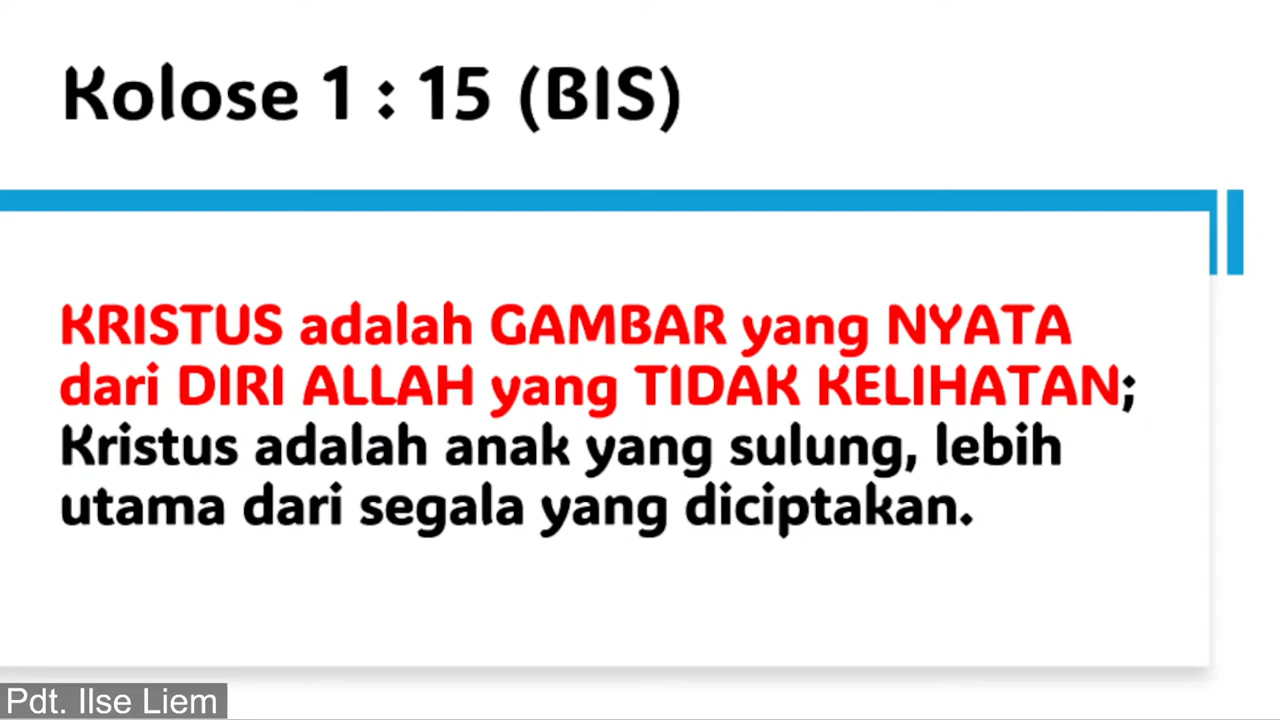 Kolose 1 : 15 (BIS)
KRISTUS adalah GAMBAR yang NYATA
dari DIRI ALLAH yang TIDAK KELIHATAN;
Kristus adalah anak yang sulung, lebih
utama dari segala yang diciptakan.
Pdt. Ilse Liem